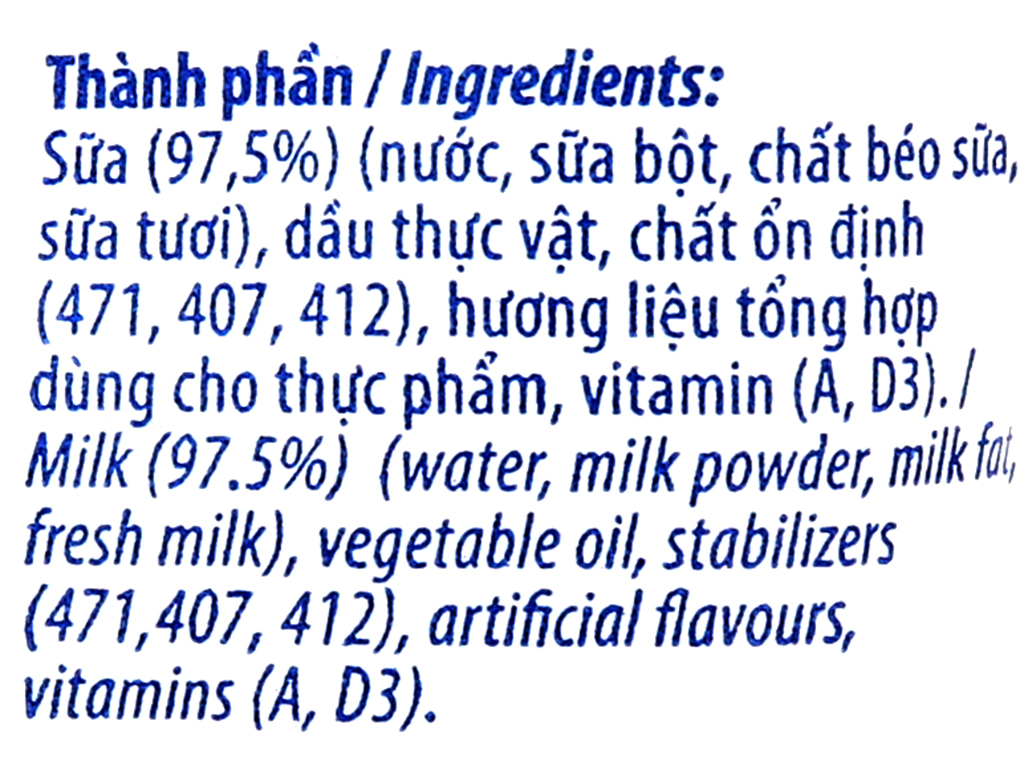 Thành phần / Ingredients:
Sữa (97,5%) (nước, sữa bột, chất béo sữa,
sữa tươi), dầu thực vật, chất ổn định
(471, 407, 412), hương liệu tổng hợp
dùng cho thực phẩm, vitamin (A, D3). /
Milk (97.5%) (water, milk powder, milk fat,
fresh milk), vegetable oil, stabilizers
(471,407, 412), artificial flavours,
vitamins (A, D3).